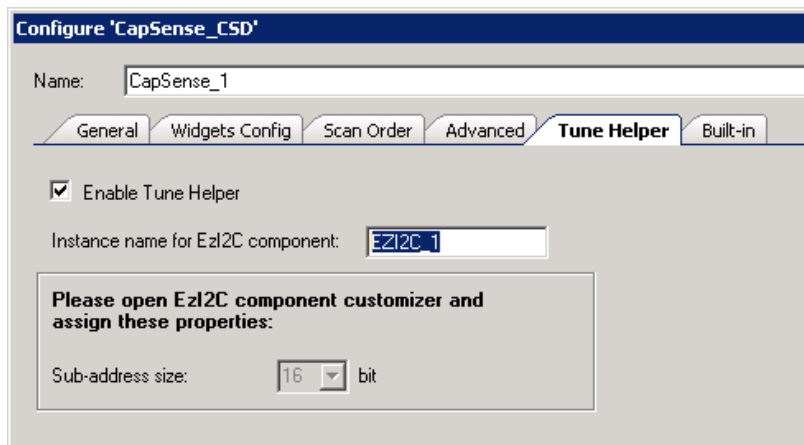 Configure 'CapSense_CSD'
Name: CapSense_1
General Widgets Config Scan Order Advanced Tune Helper Built-in
Enable Tune Helper
Instance name for EzI2C component: EZI2C_1
Please open EzI2C component customizer and
assign these properties:
Sub-address size: 16 bit